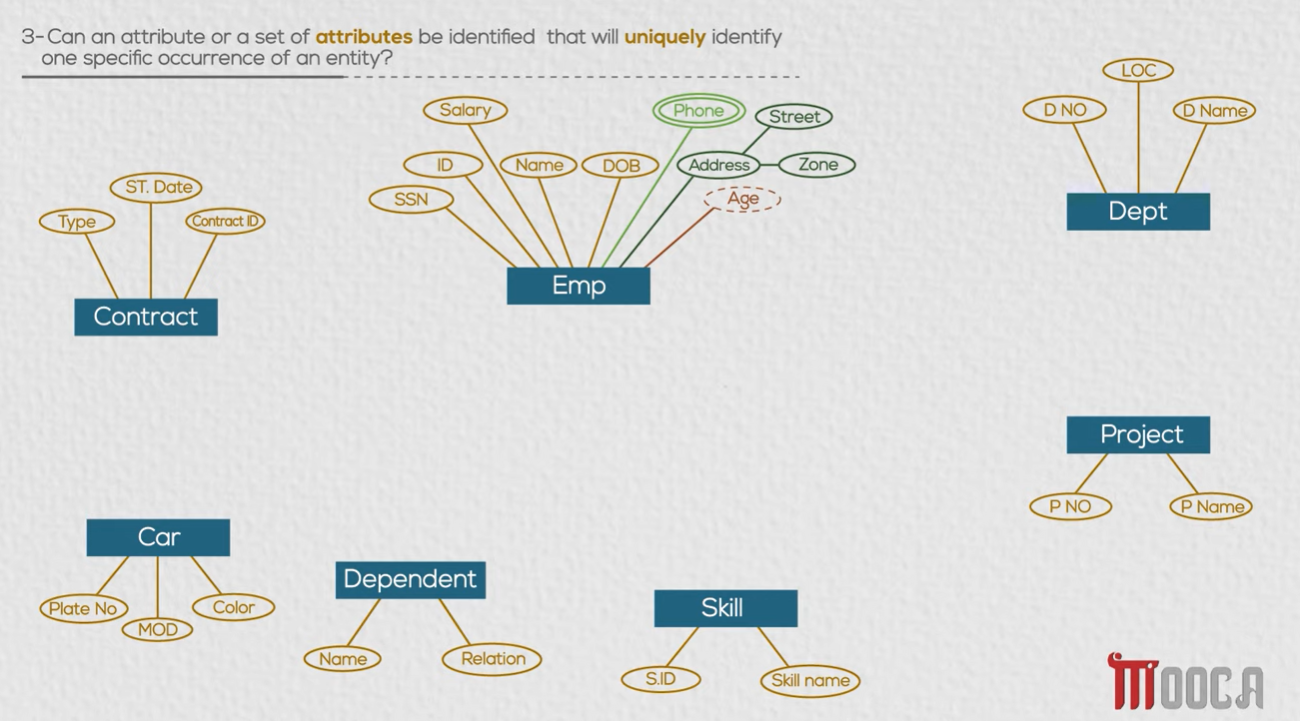 3-Can an attribute or a set of attributes be identified that will uniquely identify
one specific occurrence of an entity?
LOC
D NO
D Name
Dept
Salary
Phone
Street
ID
Name
DOB
Address
Zone
SSN
Age
Emp
ST. Date
Type
Contract ID
Contract
Project
P NO
P Name
Car
Plate No
MOD
Color
Dependent
Name
Relation
Skill
S.ID
Skill name
MOOCA